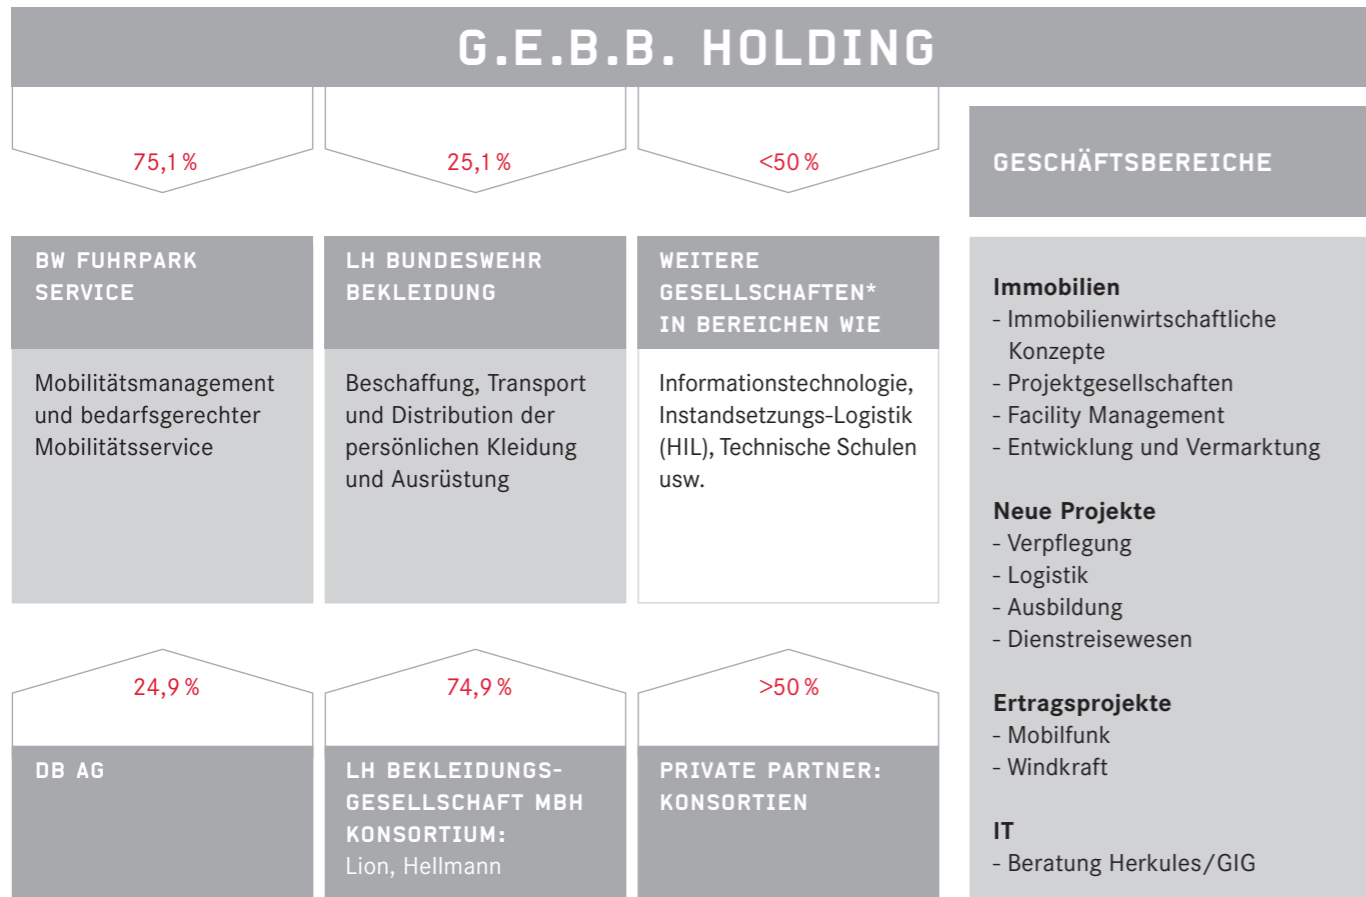 G.E.B.B. HOLDING
75,1 %
25,1 %
<50 %
BW FUHRPARK
SERVICE
Mobilitätsmanagement
und bedarfsgerechter
Mobilitätsservice
LH BUNDESWEHR
BEKLEIDUNG
Beschaffung, Transport
und Distribution der
persönlichen Kleidung
und Ausrüstung
WEITERE
GESELLSCHAFTEN*
IN BEREICHEN WIE
Informationstechnologie,
Instandsetzungs-Logistik
(HIL), Technische Schulen
usw.
24,9 %
74,9 %
>50 %
DB AG
LH BEKLEIDUNGS-
GESELLSCHAFT MBH
KONSORTIUM:
Lion, Hellmann
PRIVATE PARTNER:
KONSORTIEN
GESCHÄFTSBEREICHE
Immobilien
- Immobilienwirtschaftliche
Konzepte
- Projektgesellschaften
- Facility Management
- Entwicklung und Vermarktung
Neue Projekte
- Verpflegung
- Logistik
- Ausbildung
- Dienstreisewesen
Ertragsprojekte
- Mobilfunk
- Windkraft
IT
- Beratung Herkules/GIG